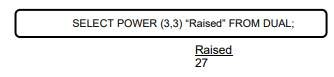 SELECT POWER (3,3) “Raised” FROM DUAL;
Raised
27